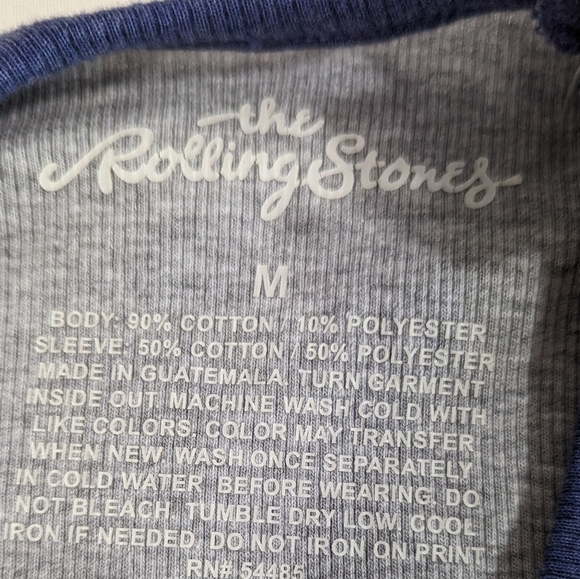 the
Rolling Stones
M
BODY: 90% COTTON / 10% POLYESTER
SLEEVE: 50% COTTON / 50% POLYESTER
MADE IN GUATEMALA. TURN GARMENT
INSIDE OUT. MACHINE WASH COLD WITH
LIKE COLORS. COLOR MAY TRANSFER
WHEN NEW. WASH ONCE SEPARATELY
IN COLD WATER. BEFORE WEARING. DO
NOT BLEACH. TUMBLE DRY LOW. COOL
IRON IF NEEDED. DO NOT IRON ON PRINT
RN# 54485